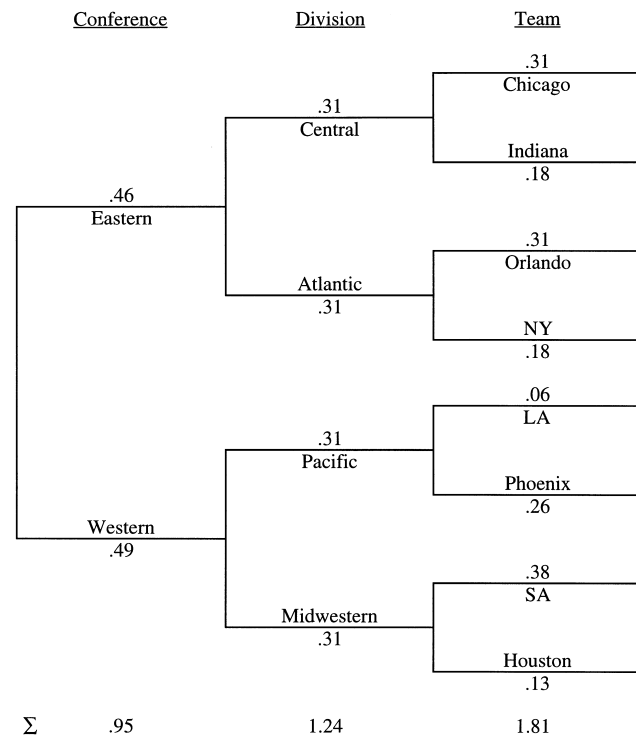 Conference Division Team
.31
Chicago
.31
Central
Indiana
.18
.46
Eastern
.31
Orlando
Atlantic
.31
NY
.18
.06
LA
.31
Pacific
Phoenix
.26
Western
.49
.38
SA
Midwestern
.31
Houston
.13
Σ .95 1.24 1.81